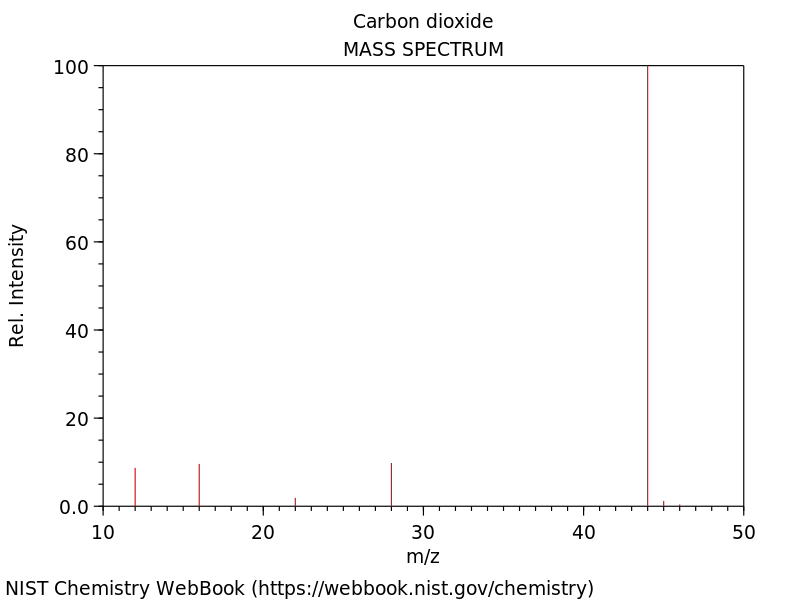 Carbon dioxide
MASS SPECTRUM
Rel. Intensity
100
80
60
40
20
0.0
10 20 30 40 50
m/z
NIST Chemistry WebBook (https://webbook.nist.gov/chemistry)